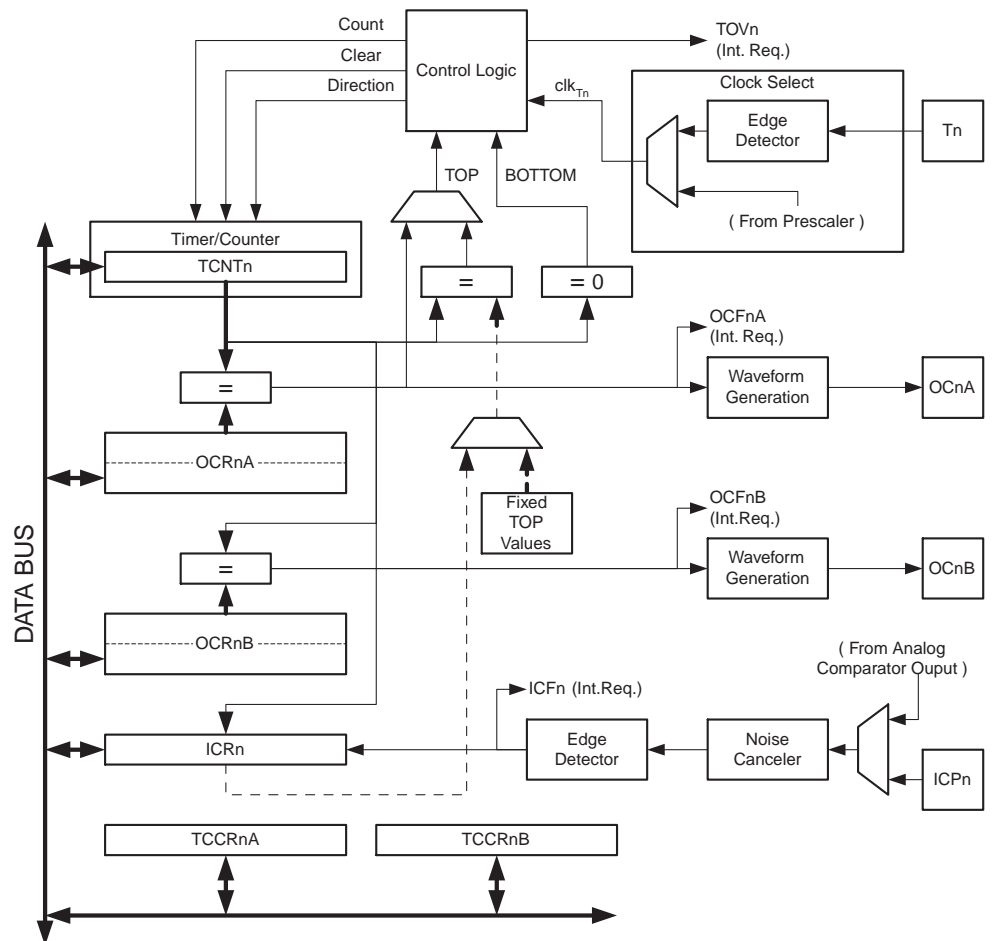 Count
Clear
Direction
Control Logic
TOVn
(Int. Req.)
Clock Select
clkTn
Edge
Detector
Tn
( From Prescaler )
TOP
BOTTOM
Timer/Counter
TCNTn
=
= 0
OCFnA
(Int. Req.)
=
Waveform
Generation
OCnA
OCRnA
Fixed
TOP
Values
OCFnB
(Int.Req.)
=
Waveform
Generation
OCnB
OCRnB
DATA BUS
( From Analog
Comparator Ouput )
ICFn (Int.Req.)
ICRn
Edge
Detector
Noise
Canceler
ICPn
TCCRnA
TCCRnB